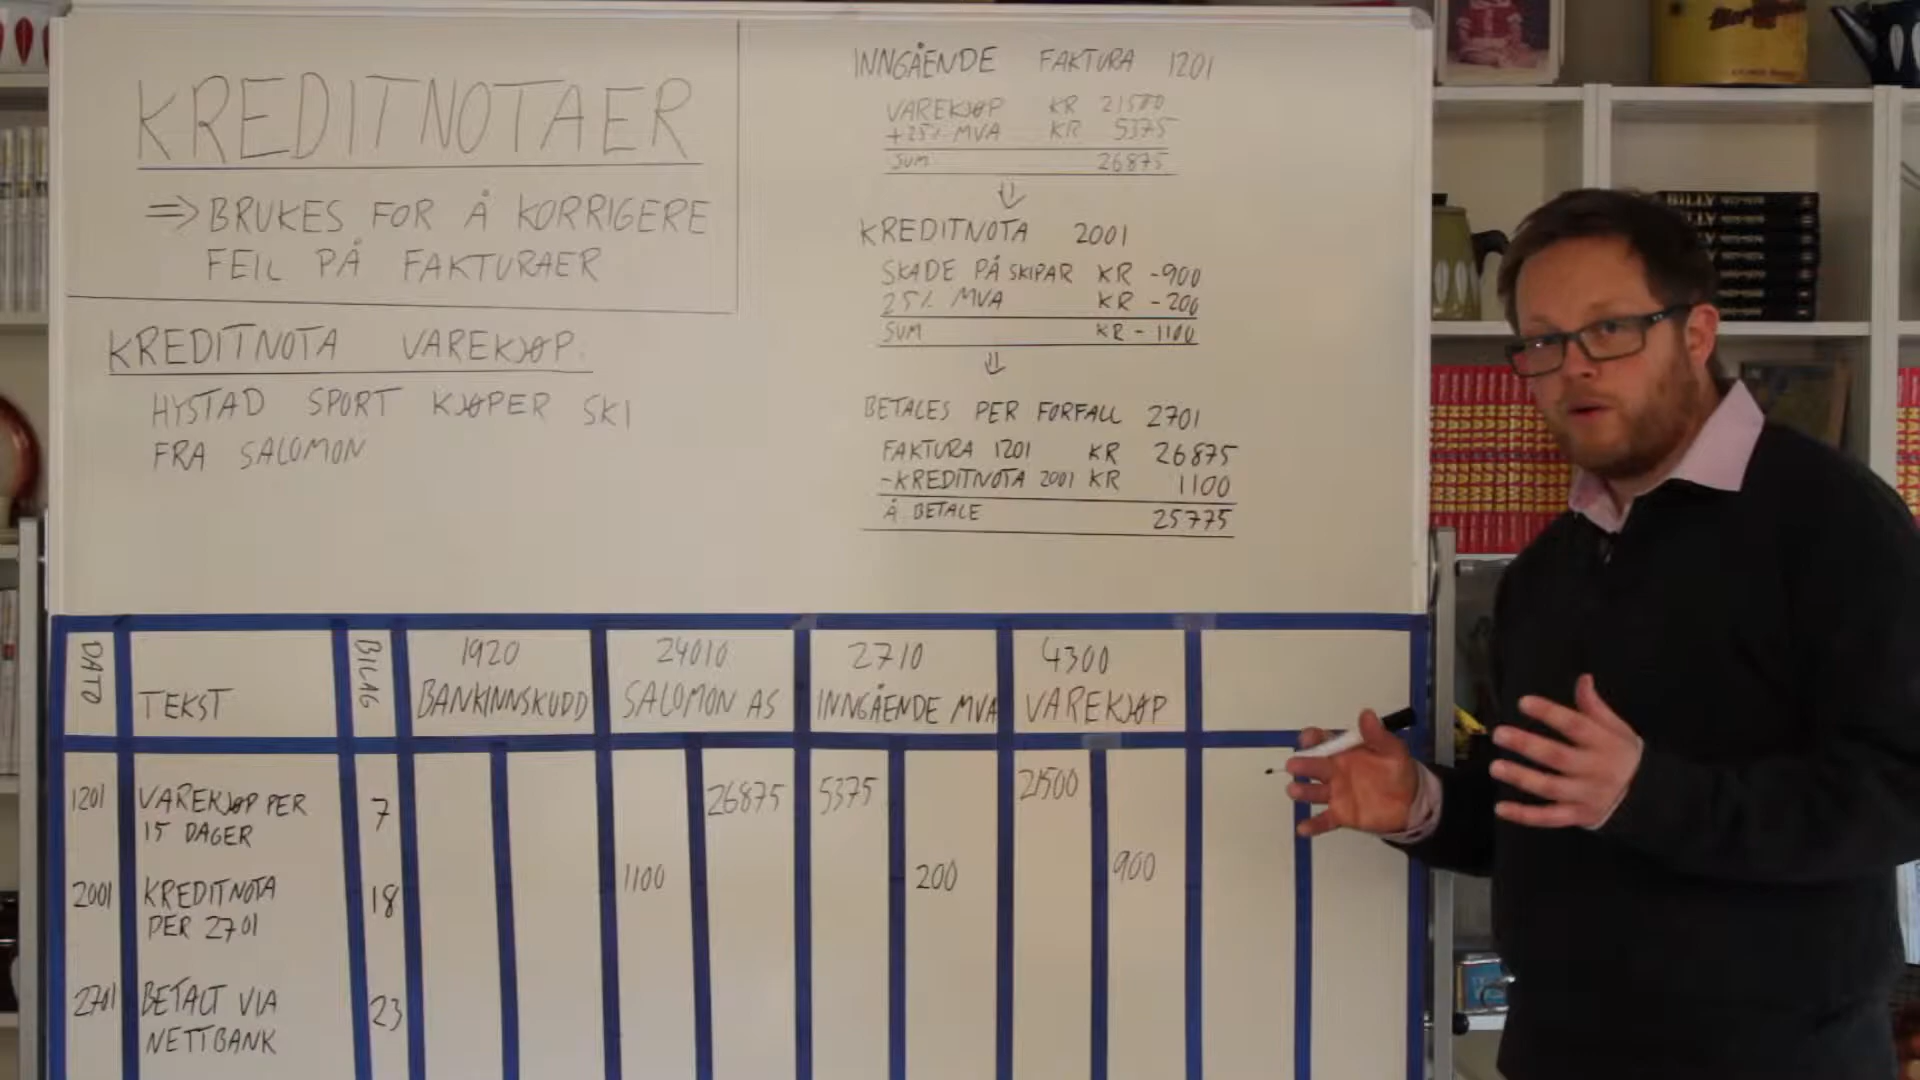 KREDITNOTAER
⇒ BRUKES FOR Å KORRIGERE
FEIL PÅ FAKTURAER
KREDITNOTA VAREKJØP
HYSTAD SPORT KJØPER SKI
FRA SALOMON
INNGÅENDE FAKTURA 1201
VAREKJØP KR 21500
+25% MVA KR 5375
SUM 26875
⇓
KREDITNOTA 2001
SKADE PÅ SKIPAR KR -900
25% MVA KR -200
SUM KR -1100
⇓
BETALES PER FORFALL 2701
FAKTURA 1201 KR 26875
-KREDITNOTA 2001 KR 1100
Å BETALE 25775
DATO TEKST BILAG 1920 BANKINNSKUDD 24010 SALOMON AS 2710 INNGÅENDE MVA 4300 VAREKJØP
1201 VAREKJØP PER 7 26875 5375 21500
15 DAGER
2001 KREDITNOTA 18 1100 200 900
PER 2701
2701 BETALT VIA 23
NETTBANK
BILLY